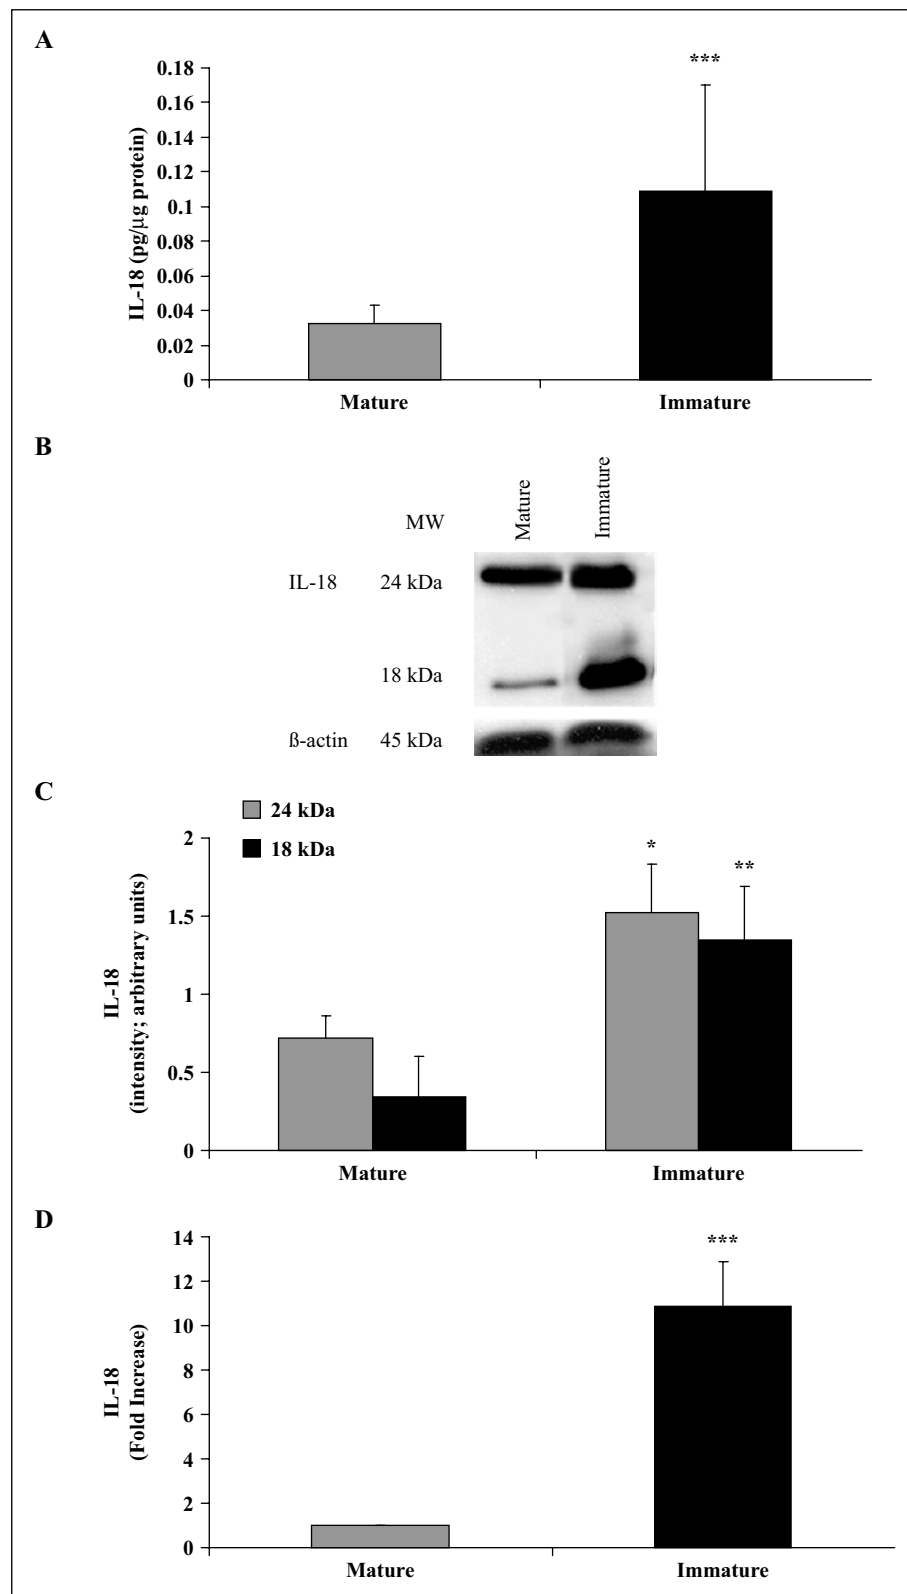 A
0.18
0.16
0.14
0.12
0.1
0.08
0.06
0.04
0.02
0
IL-18 (pg/µg protein)
***
Mature Immature
B
MW Mature Immature
IL-18 24 kDa
18 kDa
ß-actin 45 kDa
C
24 kDa
18 kDa
2
1.5
1
0.5
0
IL-18
(intensity; arbitrary units)
* **
Mature Immature
D
14
12
10
8
6
4
2
0
IL-18
(Fold Increase)
***
Mature Immature